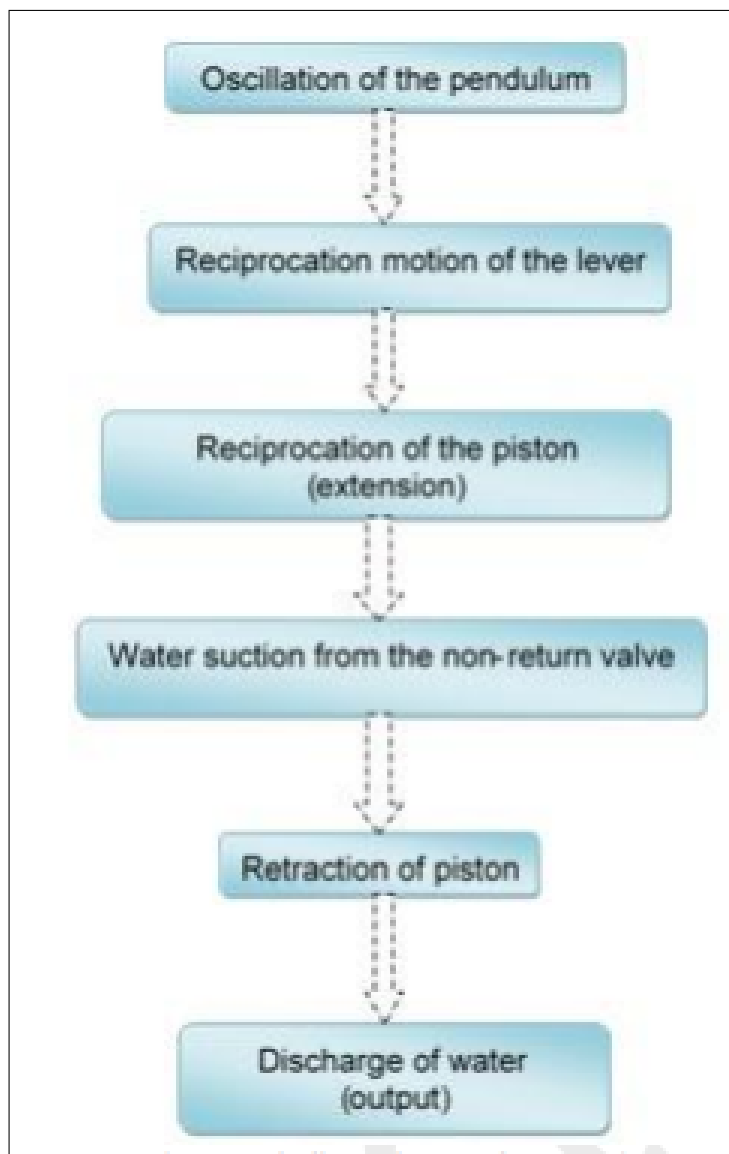 Oscillation of the pendulum
Reciprocation motion of the lever
Reciprocation of the piston
(extension)
Water suction from the non-return valve
Retraction of piston
Discharge of water
(output)